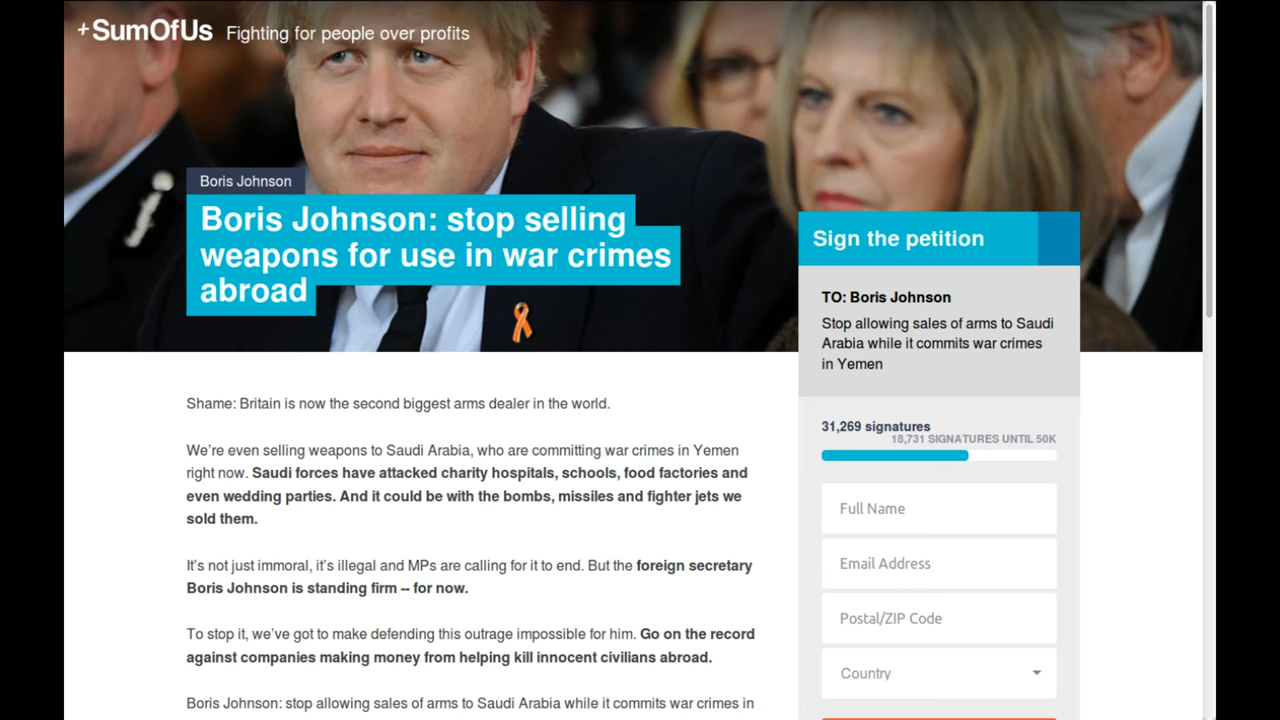 +SumOfUs Fighting for people over profits
Boris Johnson
Boris Johnson: stop selling
weapons for use in war crimes
abroad
Sign the petition
TO: Boris Johnson
Stop allowing sales of arms to Saudi
Arabia while it commits war crimes
in Yemen
31,269 signatures
18,731 SIGNATURES UNTIL 50K
Full Name
Email Address
Postal/ZIP Code
Country
Shame: Britain is now the second biggest arms dealer in the world.
We’re even selling weapons to Saudi Arabia, who are committing war crimes in Yemen
right now. Saudi forces have attacked charity hospitals, schools, food factories and
even wedding parties. And it could be with the bombs, missiles and fighter jets we
sold them.
It’s not just immoral, it’s illegal and MPs are calling for it to end. But the foreign secretary
Boris Johnson is standing firm -- for now.
To stop it, we’ve got to make defending this outrage impossible for him. Go on the record
against companies making money from helping kill innocent civilians abroad.
Boris Johnson: stop allowing sales of arms to Saudi Arabia while it commits war crimes in